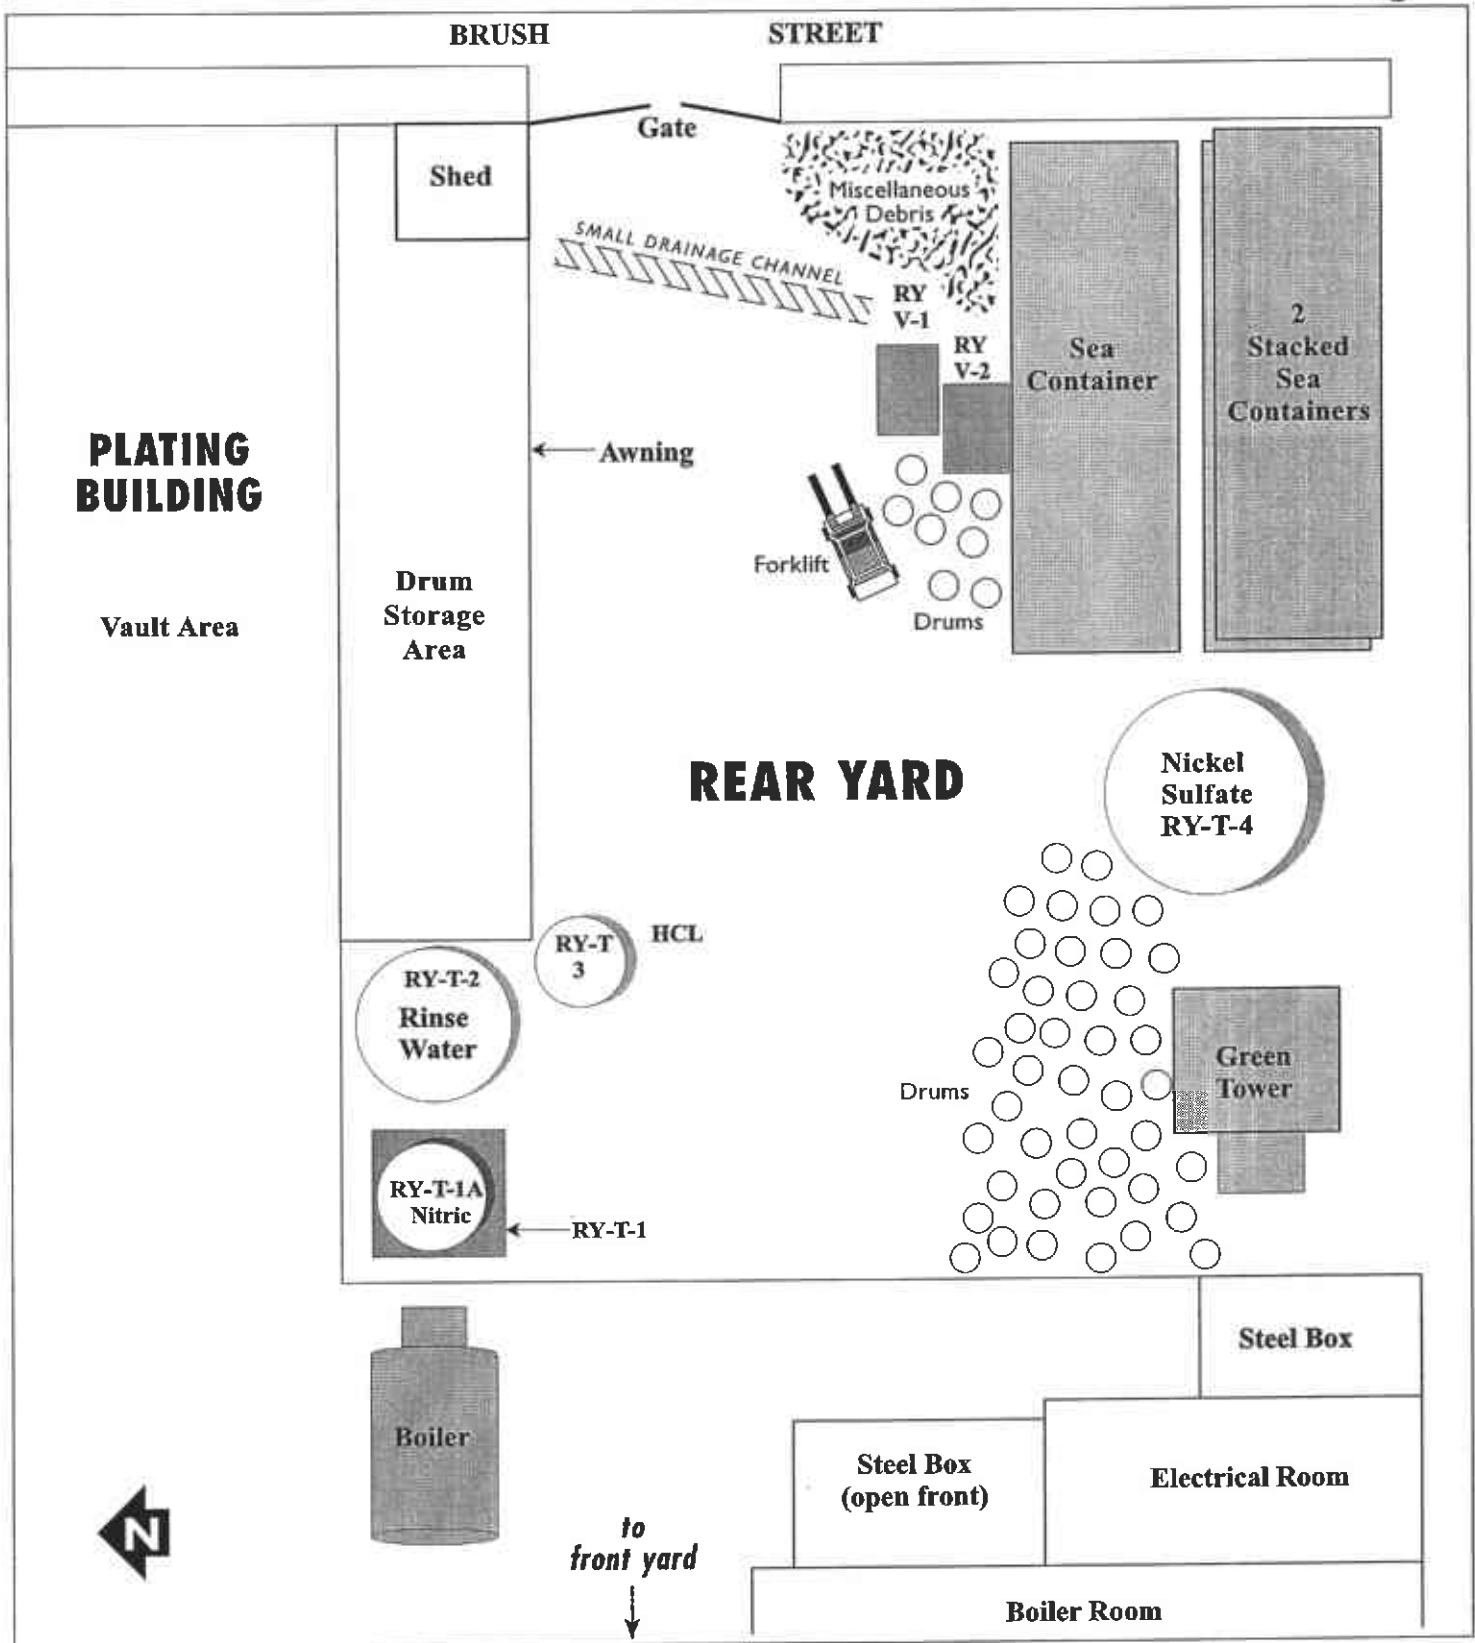 BRUSH STREET
Gate
Shed
Miscellaneous
Debris
SMALL DRAINAGE CHANNEL
RY
V-1
RY
V-2
Sea
Container
2
Stacked
Sea
Containers
PLATING
BUILDING
Awning
Forklift
Drum
Storage
Area
Vault Area
Drums
REAR YARD
Nickel
Sulfate
RY-T-4
RY-T
3
HCL
RY-T-2
Rinse
Water
Green
Tower
Drums
RY-T-1A
Nitric
RY-T-1
Steel Box
Boiler
Steel Box
(open front)
Electrical Room
N
to
front yard
Boiler Room